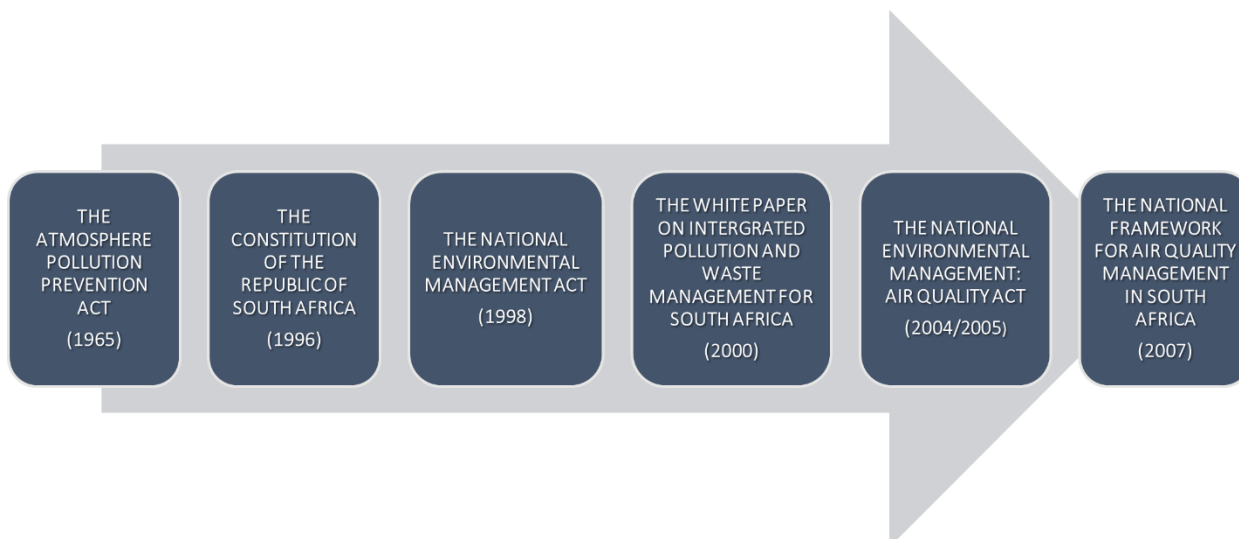 THE
ATMOSPHERE
POLLUTION
PREVENTION
ACT
(1965)
THE
CONSTITUTION
OF THE
REPUBLIC OF
SOUTH AFRICA
(1996)
THE NATIONAL
ENVIRONMENTAL
MANAGEMENT ACT
(1998)
THE WHITE PAPER
ON INTERGRATED
POLLUTION AND
WASTE
MANAGEMENT FOR
SOUTH AFRICA
(2000)
THE NATIONAL
ENVIRONMENTAL
MANAGEMENT:
AIR QUALITY ACT
(2004/2005)
THE NATIONAL
FRAMEWORK
FOR AIR QUALITY
MANAGEMENT
IN SOUTH
AFRICA
(2007)